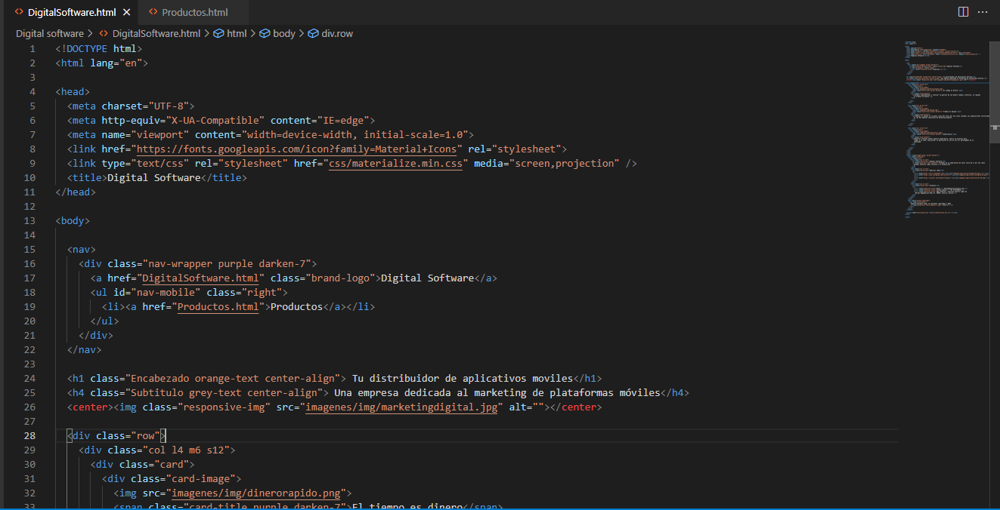 DigitalSoftware.html
Productos.html
Digital software > DigitalSoftware.html > html > body > div.row
1 <!DOCTYPE html>
2 <html lang="en">
3
4 <head>
5 <meta charset="UTF-8">
6 <meta http-equiv="X-UA-Compatible" content="IE=edge">
7 <meta name="viewport" content="width=device-width, initial-scale=1.0">
8 <link href="https://fonts.googleapis.com/icon?family=Material+Icons" rel="stylesheet">
9 <link type="text/css" rel="stylesheet" href="css/materialize.min.css" media="screen,projection" />
10 <title>Digital Software</title>
11 </head>
12
13 <body>
14
15 <nav>
16 <div class="nav-wrapper purple darken-7">
17 <a href="DigitalSoftware.html" class="brand-logo">Digital Software</a>
18 <ul id="nav-mobile" class="right">
19 <li><a href="Productos.html">Productos</a></li>
20 </ul>
21 </div>
22 </nav>
23
24 <h1 class="Encabezado orange-text center-align"> Tu distribuidor de aplicativos moviles</h1>
25 <h4 class="Subtitulo grey-text center-align"> Una empresa dedicada al marketing de plataformas móviles</h4>
26 <center><img class="responsive-img" src="imagenes/img/marketingdigital.jpg" alt=""></center>
27
28 <div class="row">
29 <div class="col l4 m6 s12">
30 <div class="card">
31 <div class="card-image">
32 <img src="imagenes/img/dinerorapido.png">
33 <span class="card-title purple darken-7">El tiempo es dinero</span>